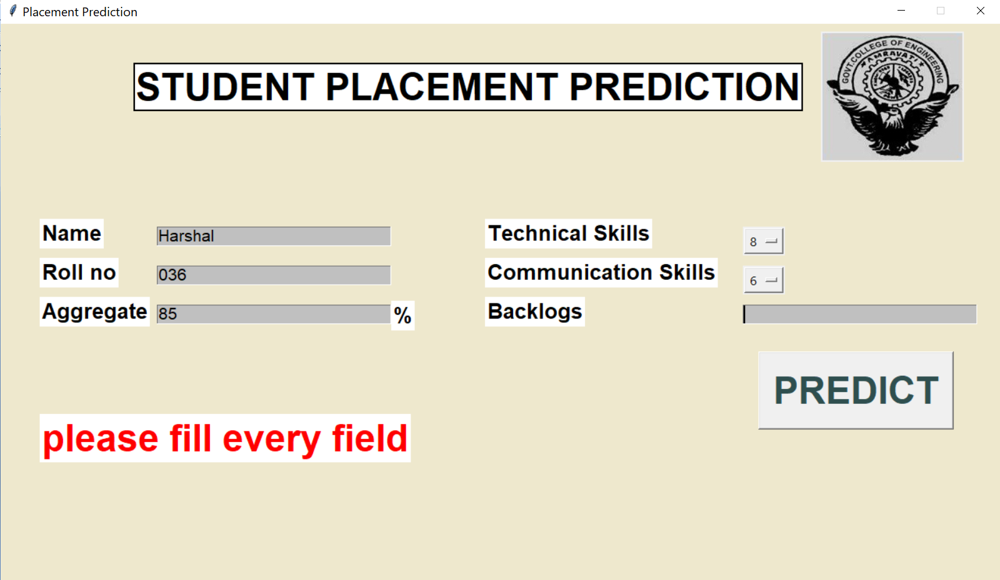 Placement Prediction
STUDENT PLACEMENT PREDICTION
GOVT.COLLEGE OF ENGINEERING
AMRAVATI
Name Harshal
Roll no 036
Aggregate 85 %
Technical Skills 8
Communication Skills 6
Backlogs
PREDICT
please fill every field